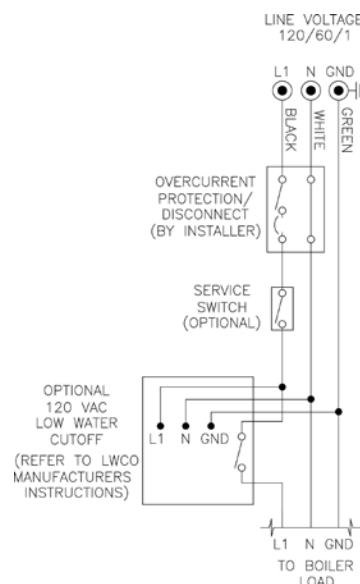 LINE VOLTAGE
120/60/1
L1 N GND
BLACK
WHITE
GREEN
OVERCURRENT
PROTECTION/
DISCONNECT
(BY INSTALLER)
SERVICE
SWITCH
(OPTIONAL)
OPTIONAL
120 VAC
LOW WATER
CUTOFF
(REFER TO LWCO
MANUFACTURERS
INSTRUCTIONS)
L1 N GND
L1 N GND
TO BOILER
LOAD